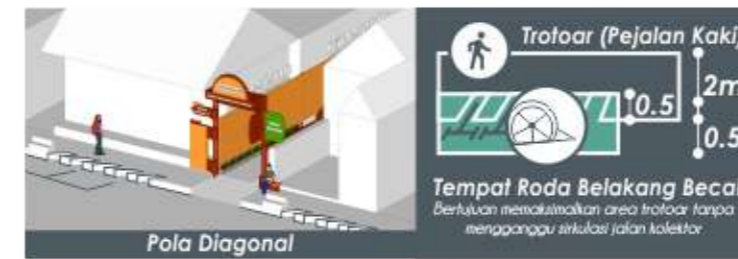 Pola Diagonal
Trotoar (Pejalan Kaki)
2m
0.5
0.5
Tempat Roda Belakang Becak
Bertujuan memaksimalkan area trotoar tanpa
mengganggu sirkulasi jalan kolektor